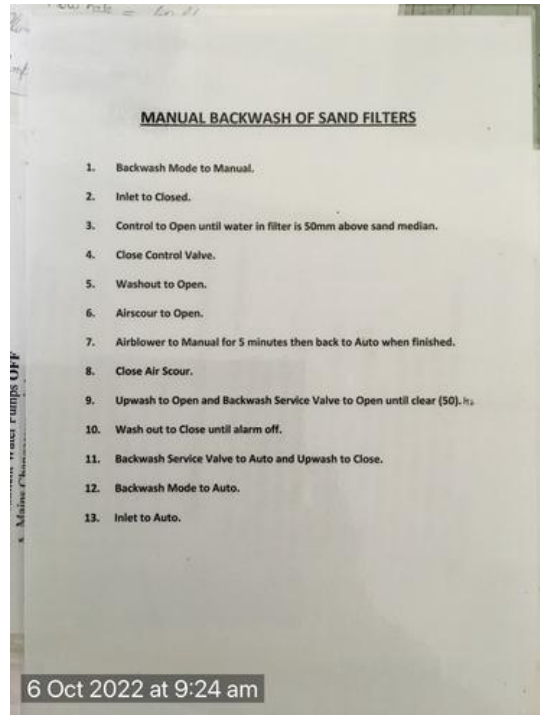 MANUAL BACKWASH OF SAND FILTERS
1. Backwash Mode to Manual.
2. Inlet to Closed.
3. Control to Open until water in filter is 50mm above sand median.
4. Close Control Valve.
5. Washout to Open.
6. Airscour to Open.
7. Airblower to Manual for 5 minutes then back to Auto when finished.
8. Close Air Scour.
9. Upwash to Open and Backwash Service Valve to Open until clear (50).
10. Wash out to Close until alarm off.
11. Backwash Service Valve to Auto and Upwash to Close.
12. Backwash Mode to Auto.
13. Inlet to Auto.
Water Pumps OFF
Mains
6 Oct 2022 at 9:24 am